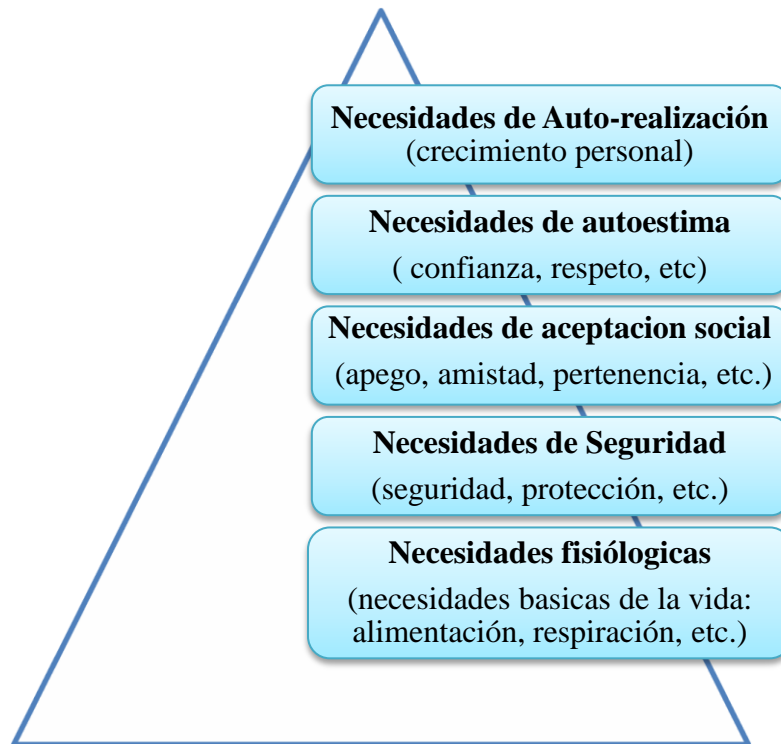 Necesidades de Auto-realización
(crecimiento personal)
Necesidades de autoestima
( confianza, respeto, etc)
Necesidades de aceptacion social
(apego, amistad, pertenencia, etc.)
Necesidades de Seguridad
(seguridad, protección, etc.)
Necesidades fisiólogicas
(necesidades basicas de la vida:
alimentación, respiración, etc.)